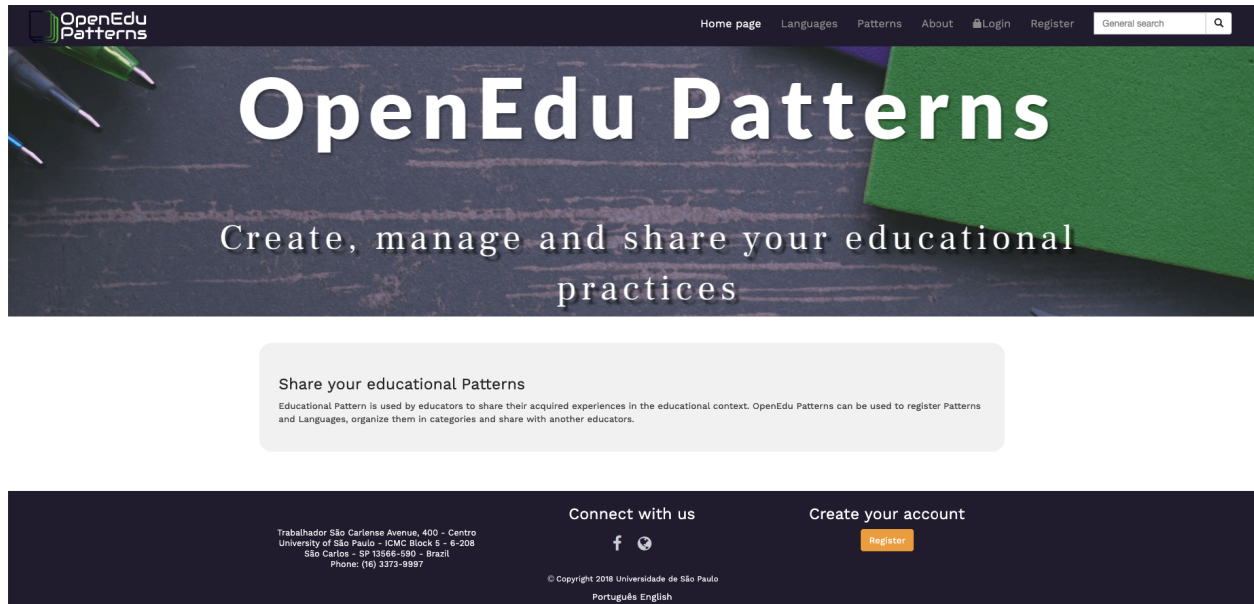 OpenEdu
Patterns
Home page Languages Patterns About Login Register General search
OpenEdu Patterns
Create, manage and share your educational
practices
Share your educational Patterns
Educational Pattern is used by educators to share their acquired experiences in the educational context. OpenEdu Patterns can be used to register Patterns
and Languages, organize them in categories and share with another educators.
Trabalhador São Carlense Avenue, 400 - Centro
University of São Paulo - ICMC Block 5 - 6-208
São Carlos - SP 13566-590 - Brazil
Phone: (16) 3373-9997
Connect with us
Create your account
Register
© Copyright 2018 Universidade de São Paulo
Português English